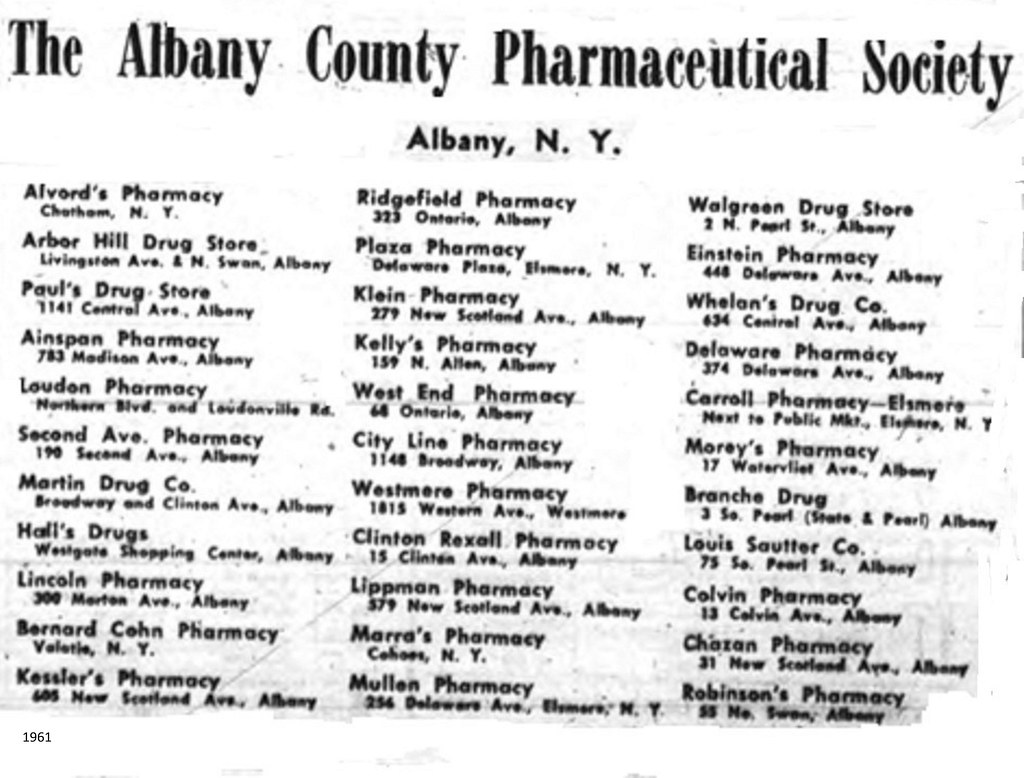 The Albany County Pharmaceutical Society
Albany, N. Y.
Alvord's Pharmacy
Chatham, N. Y.
Arbor Hill Drug Store
Livingston Ave. & N. Swan, Albany
Paul's Drug Store
1141 Central Ave., Albany
Ainspan Pharmacy
783 Madison Ave., Albany
Loudon Pharmacy
Northern Blvd. and Loudonville Rd.
Second Ave. Pharmacy
190 Second Ave., Albany
Martin Drug Co.
Broadway and Clinton Ave., Albany
Hall's Drugs
Westgate Shopping Center, Albany
Lincoln Pharmacy
300 Morton Ave., Albany
Bernard Cohn Pharmacy
Valatie, N. Y.
Kessler's Pharmacy
605 New Scotland Ave., Albany
Ridgefield Pharmacy
323 Ontario, Albany
Plaza Pharmacy
Delaware Plaza, Elsmere, N. Y.
Klein Pharmacy
279 New Scotland Ave., Albany
Kelly's Pharmacy
159 N. Allen, Albany
West End Pharmacy
68 Ontario, Albany
City Line Pharmacy
1148 Broadway, Albany
Westmere Pharmacy
1815 Western Ave., Westmere
Clinton Rexall Pharmacy
15 Clinton Ave., Albany
Lippman Pharmacy
579 New Scotland Ave., Albany
Marra's Pharmacy
Cohoes, N. Y.
Mullen Pharmacy
256 Delaware Ave., Elsmere, N. Y.
Walgreen Drug Store
2 N. Pearl St., Albany
Einstein Pharmacy
448 Delaware Ave., Albany
Whelan's Drug Co.
634 Central Ave., Albany
Delaware Pharmacy
374 Delaware Ave., Albany
Carroll Pharmacy—Elsmere
Next to Public Mkt., Elsmere, N. Y
Morey's Pharmacy
17 Watervliet Ave., Albany
Branche Drug
3 So. Pearl (State & Pearl) Albany
Louis Sautter Co.
75 So. Pearl St., Albany
Colvin Pharmacy
13 Colvin Ave., Albany
Chazan Pharmacy
31 New Scotland Ave., Albany
Robinson's Pharmacy
55 No. Swan, Albany
1961